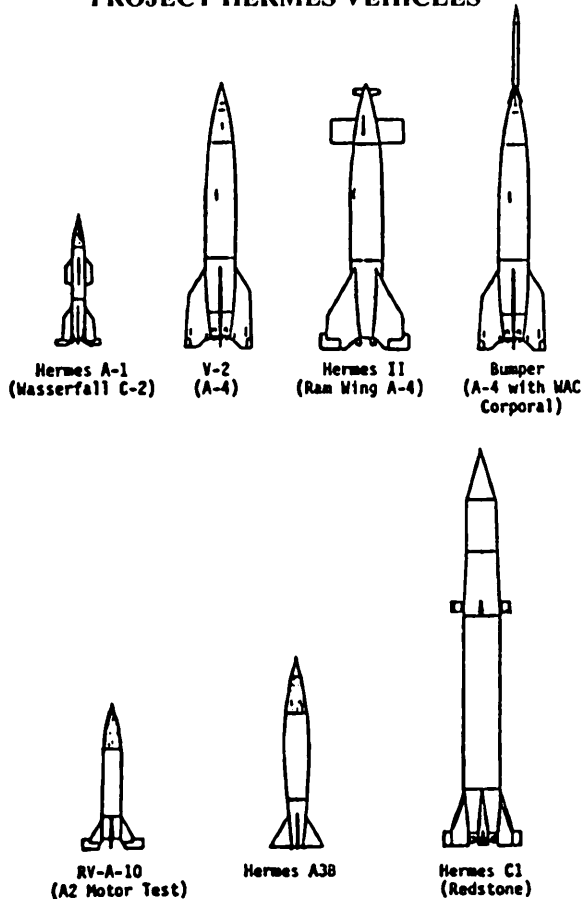 PROJECT HERMES VEHICLES
Hermes A-1
(Wasserfall C-2)
V-2
(A-4)
Hermes II
(Ram Wing A-4)
Bumper
(A-4 with WAC
Corporal)
RV-A-10
(A2 Motor Test)
Hermes A3B
Hermes C1
(Redstone)